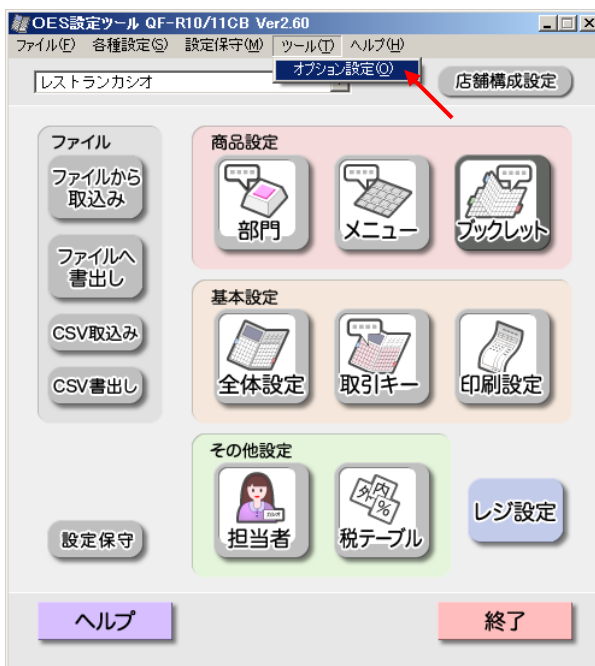 OES設定ツール QF-R10/11CB Ver2.60
ファイル(F) 各種設定(S) 設定保守(M) ツール(T) ヘルプ(H)
オプション設定(O)
レストランカシオ
店舗構成設定
ファイル
ファイルから
取込み
ファイルへ
書出し
CSV取込み
CSV書出し
商品設定
部門
メニュー
ブックレット
基本設定
全体設定
取引キー
印刷設定
その他設定
カシオ
担当者
外
内
%
税テーブル
レジ設定
設定保守
ヘルプ
終了